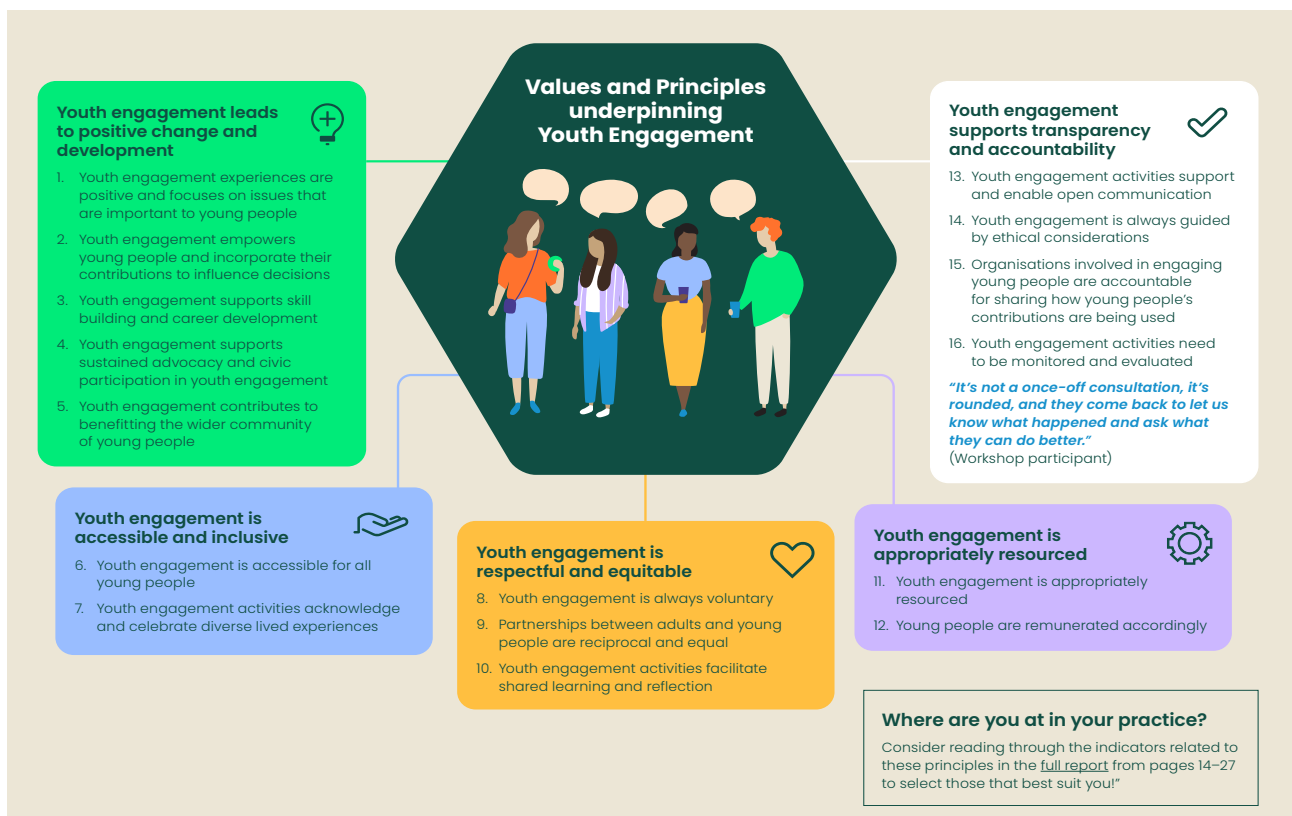 Values and Principles
underpinning
Youth Engagement
Youth engagement leads
to positive change and
development
1. Youth engagement experiences are
positive and focuses on issues that
are important to young people
2. Youth engagement empowers
young people and incorporate their
contributions to influence decisions
3. Youth engagement supports skill
building and career development
4. Youth engagement supports
sustained advocacy and civic
participation in youth engagement
5. Youth engagement contributes to
benefitting the wider community
of young people
Youth engagement is
accessible and inclusive
6. Youth engagement is accessible for all
young people
7. Youth engagement activities acknowledge
and celebrate diverse lived experiences
Youth engagement is
respectful and equitable
8. Youth engagement is always voluntary
9. Partnerships between adults and young
people are reciprocal and equal
10. Youth engagement activities facilitate
shared learning and reflection
Youth engagement is
appropriately resourced
11. Youth engagement is appropriately
resourced
12. Young people are remunerated accordingly
Youth engagement
supports transparency
and accountability
13. Youth engagement activities support
and enable open communication
14. Youth engagement is always guided
by ethical considerations
15. Organisations involved in engaging
young people are accountable
for sharing how young people’s
contributions are being used
16. Youth engagement activities need
to be monitored and evaluated
“It’s not a once-off consultation, it’s
rounded, and they come back to let us
know what happened and ask what
they can do better.”
(Workshop participant)
Where are you at in your practice?
Consider reading through the indicators related to
these principles in the full report from pages 14–27
to select those that best suit you!”